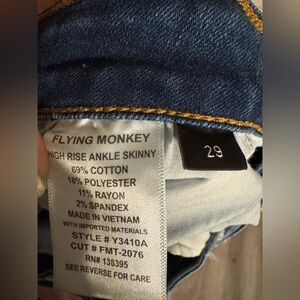 FLYING MONKEY
HIGH RISE ANKLE SKINNY
69% COTTON
18% POLYESTER
11% RAYON
2% SPANDEX
MADE IN VIETNAM
WITH IMPORTED MATERIALS
STYLE # Y3410A
CUT # FMT-2076
RN# 138395
SEE REVERSE FOR CARE
29